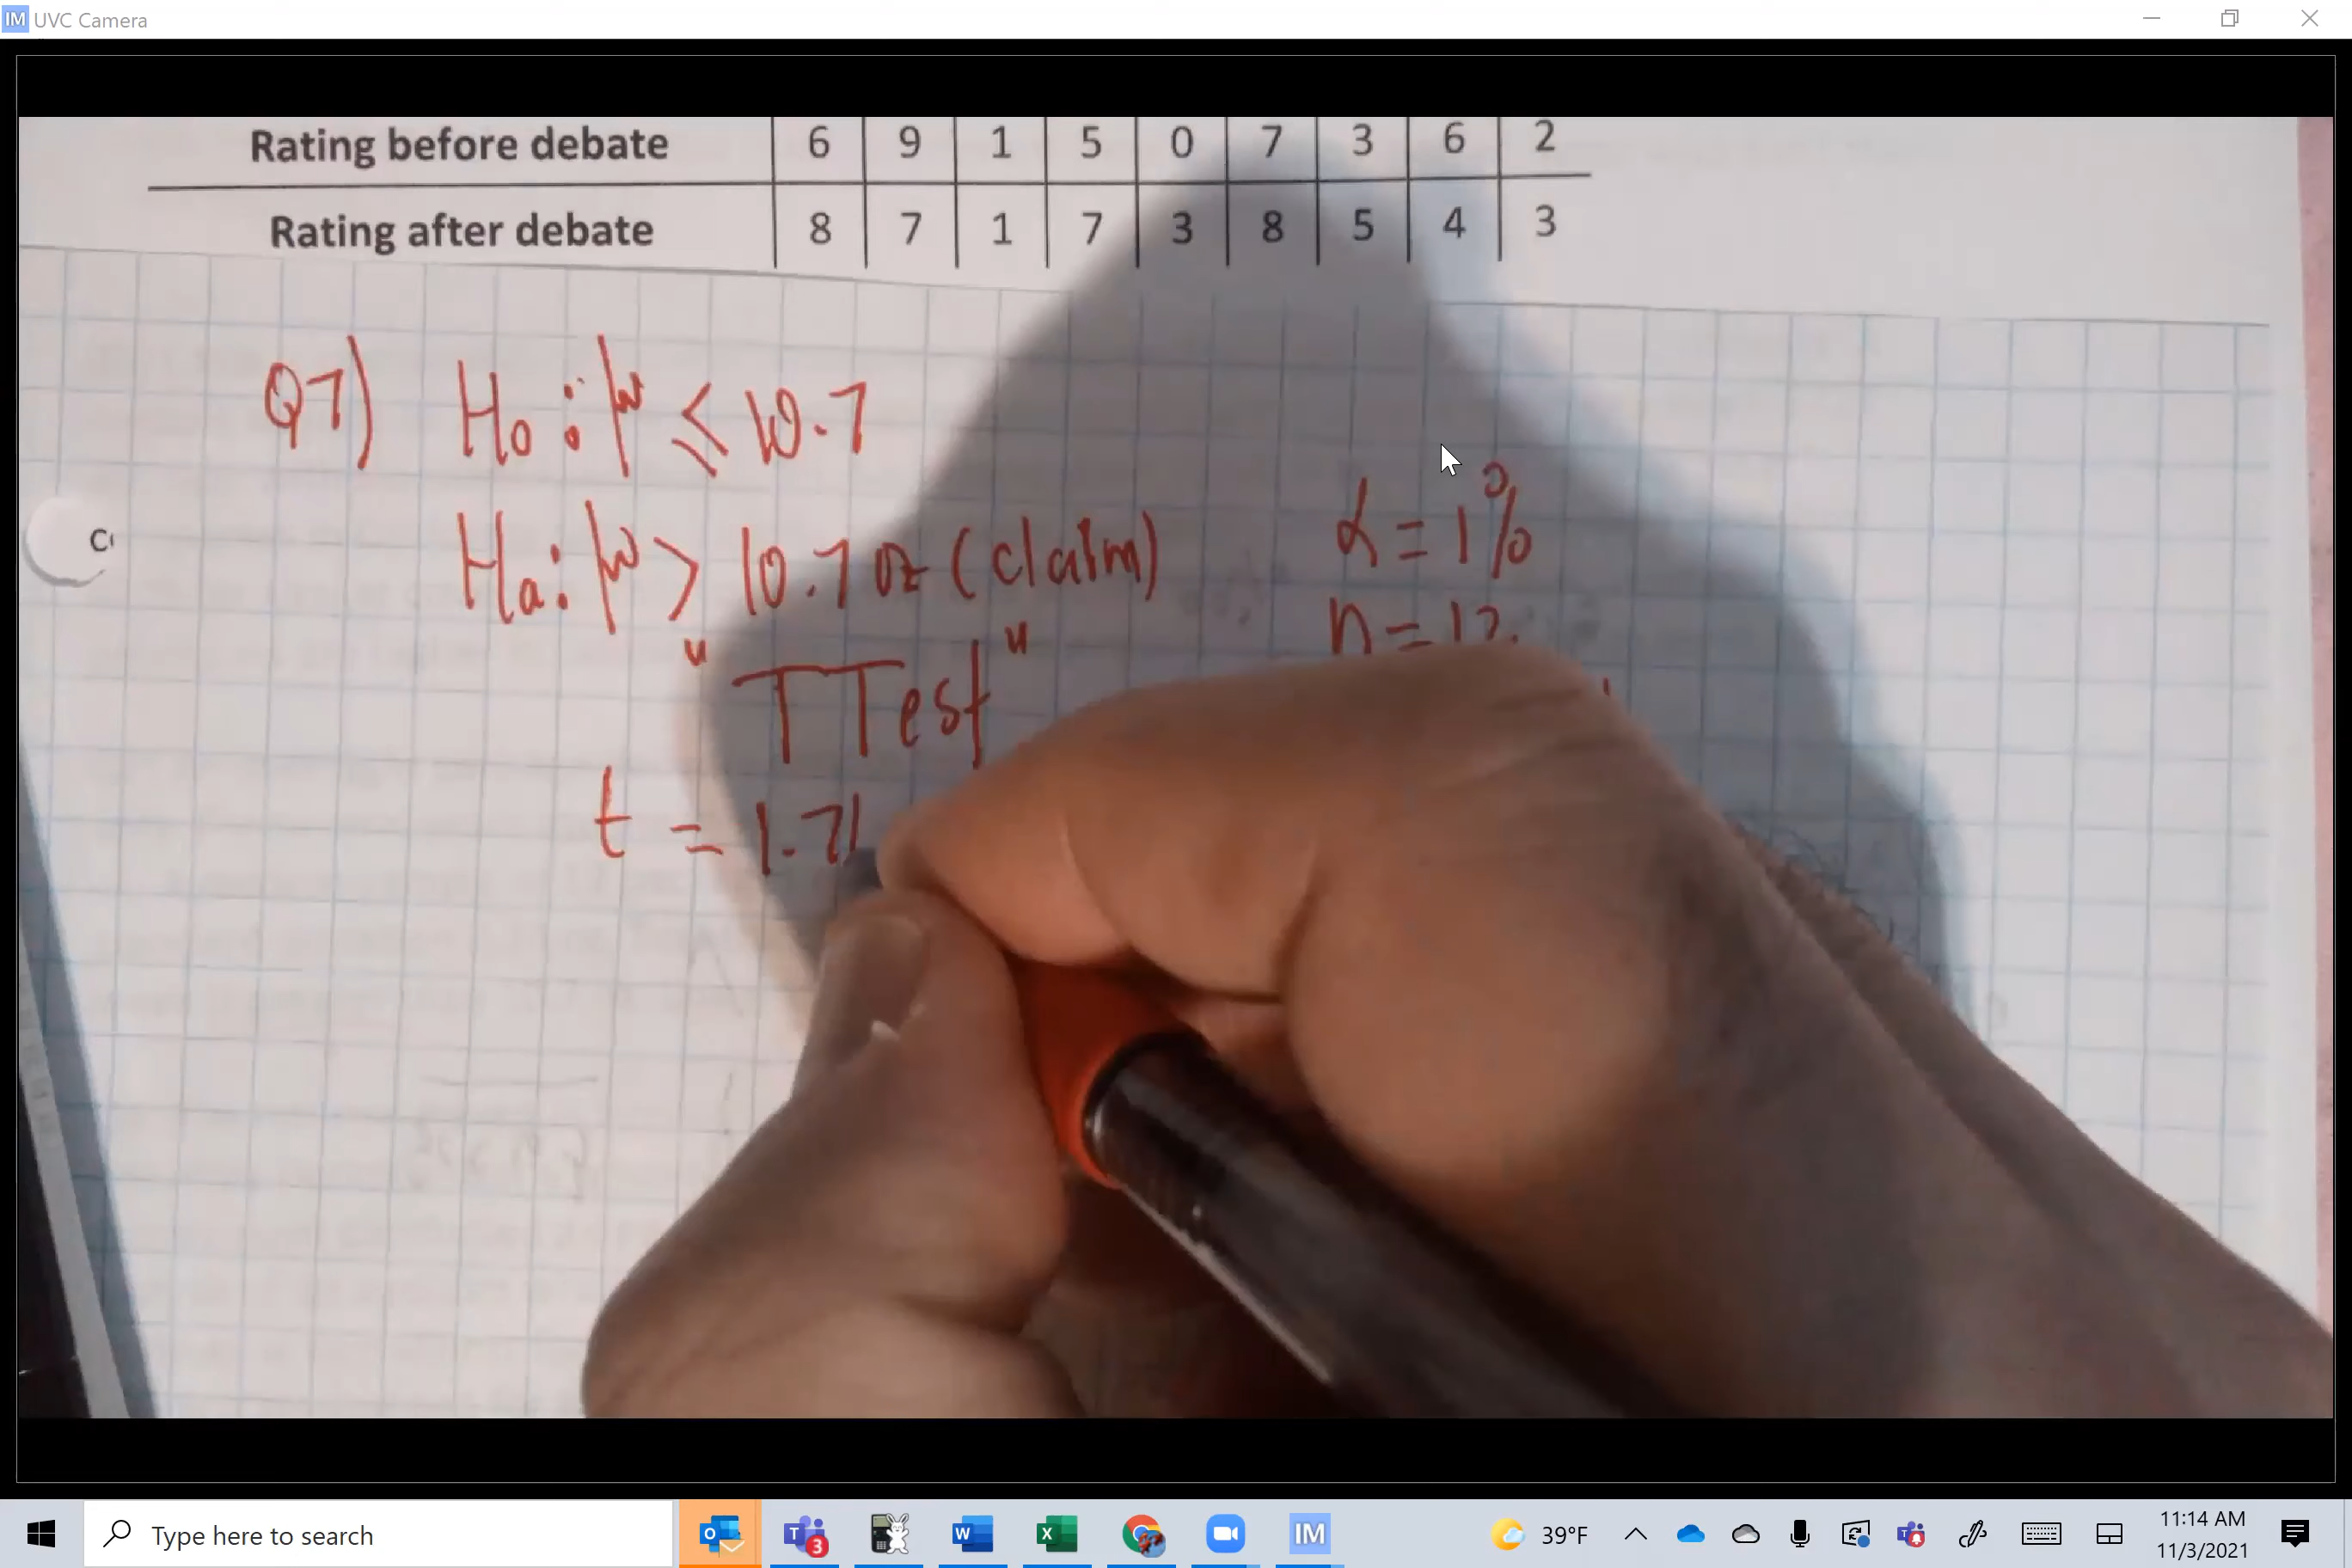 UVC Camera
Rating before debate 6 9 1 5 0 7 3 6 2
Rating after debate 8 7 1 7 3 8 5 4 3
Q7) H₀ : μ ≤ 10.7
Hₐ : μ > 10.7 oz (claim)
α = 1%
"T Test"
t = 1.71
Type here to search
39°F
11:14 AM
11/3/2021